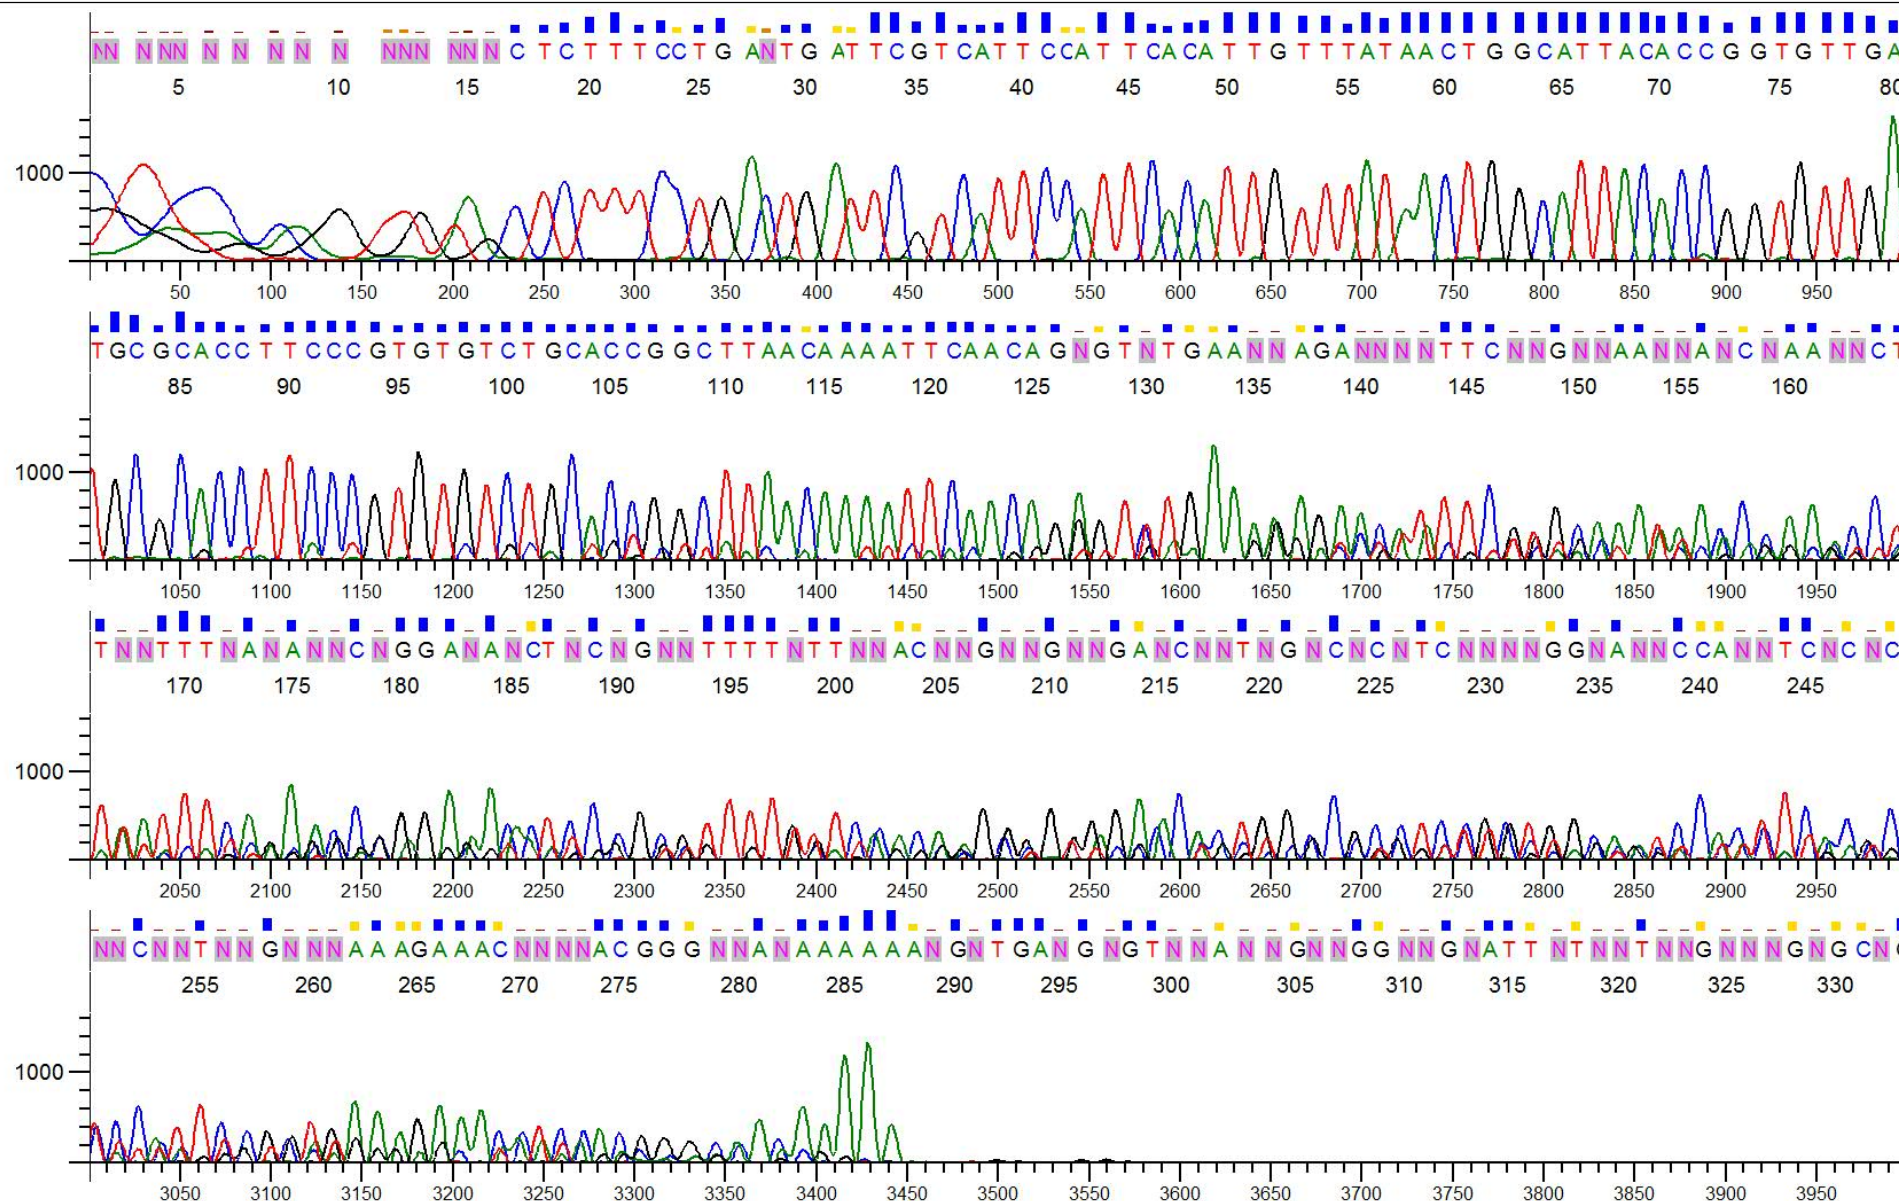 NN NNN N N N N NNN NNN C TCTTTCCTGANTGATTCGTCATTCCATTCACATTGTTTATAACTGGCATTACACCGGTGTTGA
5 10 15 20 25 30 35 40 45 50 55 60 65 70 75 80
1000
50 100 150 200 250 300 350 400 450 500 550 600 650 700 750 800 850 900 950
TGCGCACCTTCCCGTGTGTCTGCACCGGCTTAACAAAATTCAACAGNGTNTGAANNAGANNNNTTCNNGNNAANNANCNAANNCT
85 90 95 100 105 110 115 120 125 130 135 140 145 150 155 160
1000
1050 1100 1150 1200 1250 1300 1350 1400 1450 1500 1550 1600 1650 1700 1750 1800 1850 1900 1950
TNNTTTNANANNCNGGANANCTNCNGNNTTTTNTTNNACNNGNNGNNGANCNNTNGNCNCNTCNNNNGGNANNCCANNTCNCNC
170 175 180 185 190 195 200 205 210 215 220 225 230 235 240 245
1000
2050 2100 2150 2200 2250 2300 2350 2400 2450 2500 2550 2600 2650 2700 2750 2800 2850 2900 2950
NNCNNTNNGNNNAAAGAAACNNNNACGGGNNANAAAAAANGNTGANGNGTNNANNGNNGGNNGNATTNTNNTNNGNNNGNGCN
255 260 265 270 275 280 285 290 295 300 305 310 315 320 325 330
1000
3050 3100 3150 3200 3250 3300 3350 3400 3450 3500 3550 3600 3650 3700 3750 3800 3850 3900 3950